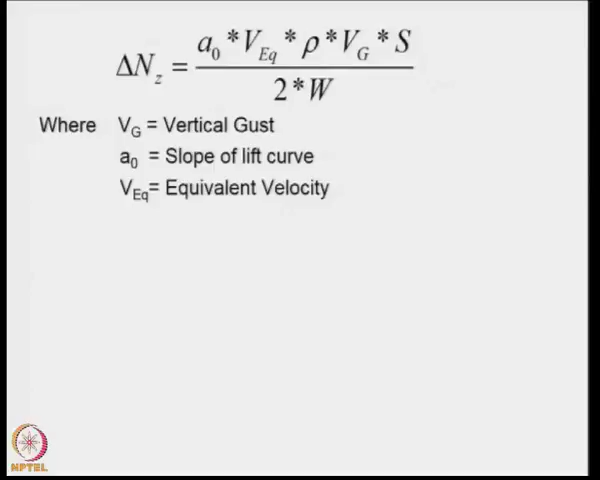 ΔN_z = (a_0 * V_Eq * ρ * V_G * S) / (2 * W)
Where V_G = Vertical Gust
a_0 = Slope of lift curve
V_Eq= Equivalent Velocity
NPTEL